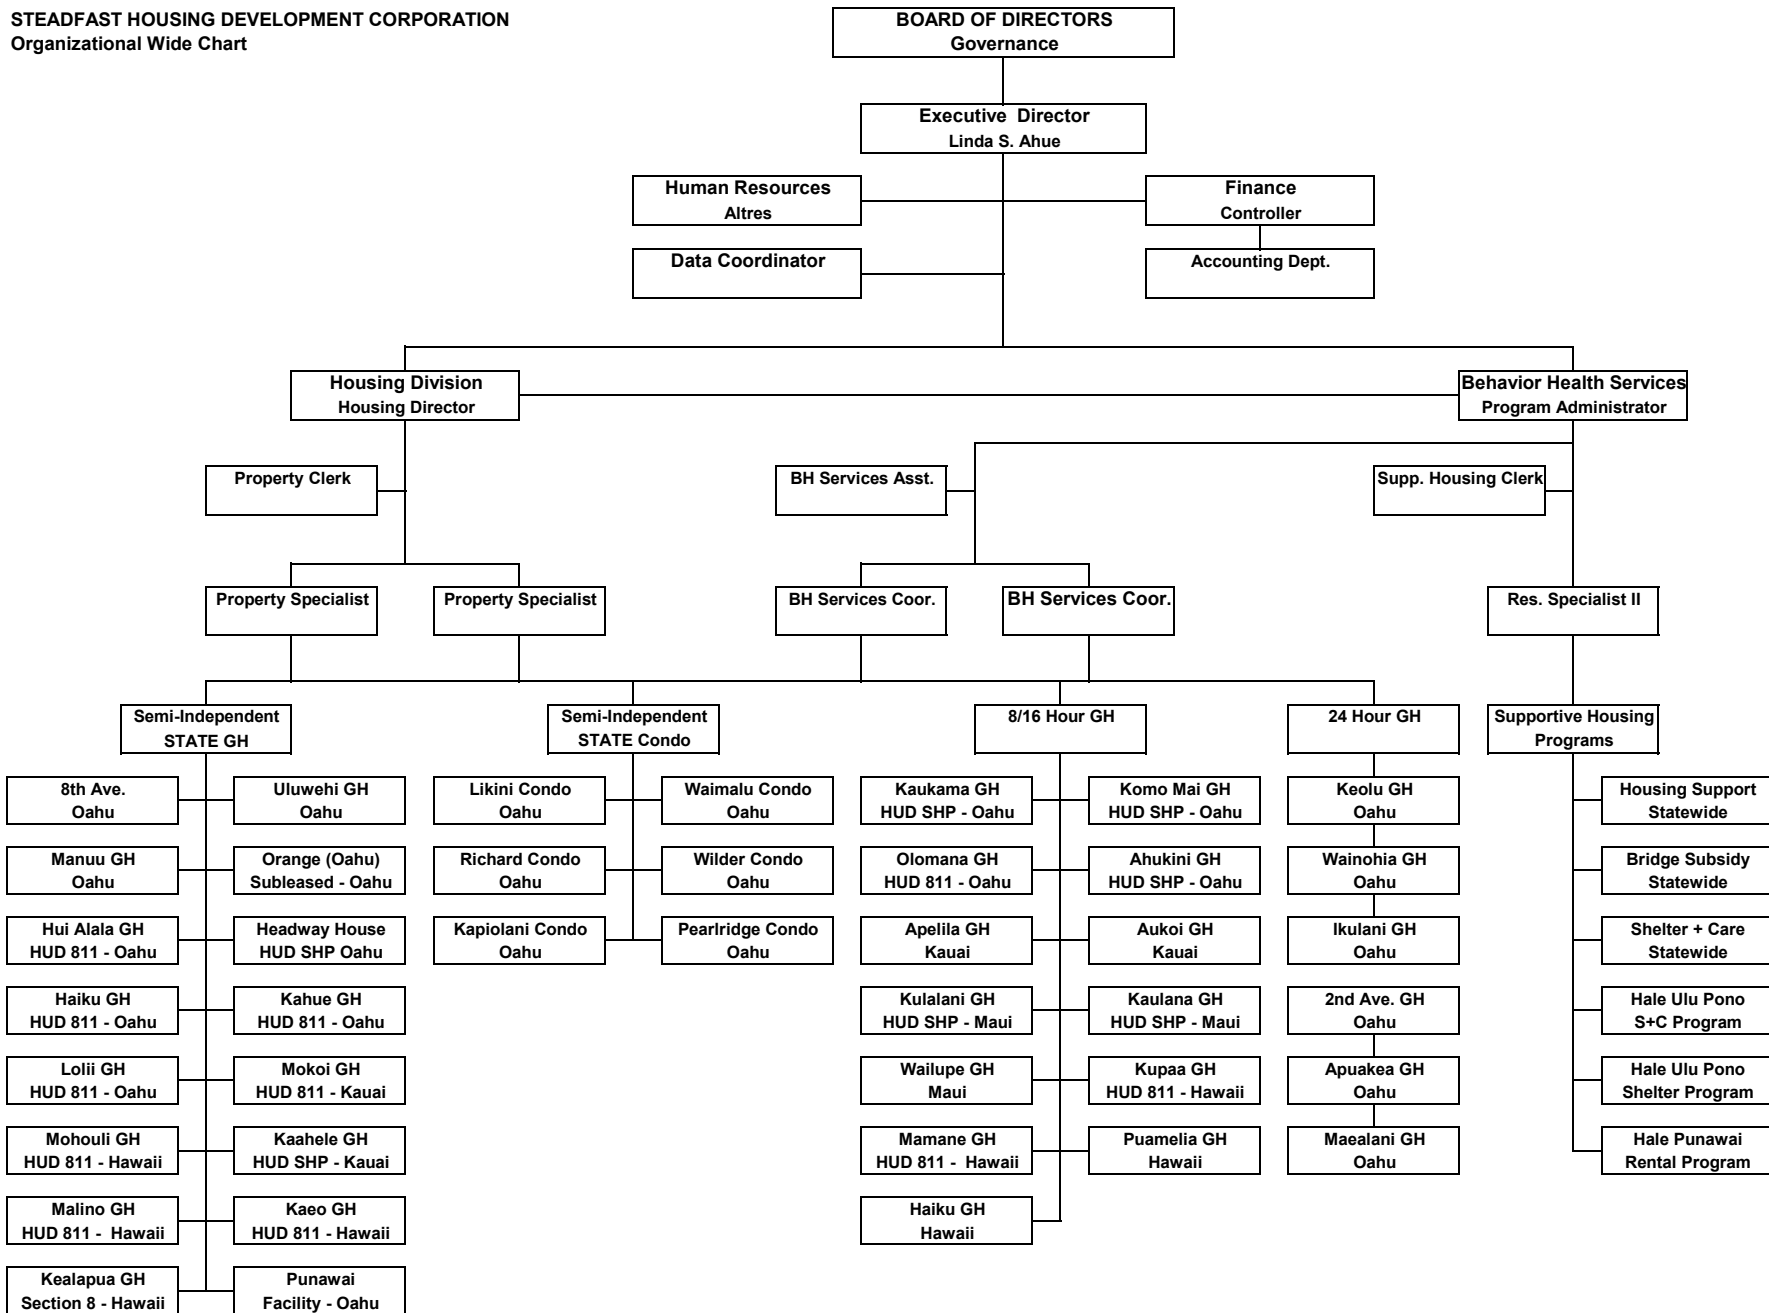 STEADFAST HOUSING DEVELOPMENT CORPORATION
Organizational Wide Chart
BOARD OF DIRECTORS
Governance
Executive Director
Linda S. Ahue
Human Resources
Altres
Finance
Controller
Data Coordinator
Accounting Dept.
Housing Division
Housing Director
Behavior Health Services
Program Administrator
Property Clerk
BH Services Asst.
Supp. Housing Clerk
Property Specialist
Property Specialist
BH Services Coor.
BH Services Coor.
Res. Specialist II
Semi-Independent
STATE GH
Semi-Independent
STATE Condo
8/16 Hour GH
24 Hour GH
Supportive Housing
Programs
8th Ave.
Oahu
Uluwehi GH
Oahu
Likini Condo
Oahu
Waimalu Condo
Oahu
Kaukama GH
HUD SHP - Oahu
Komo Mai GH
HUD SHP - Oahu
Keolu GH
Oahu
Housing Support
Statewide
Manuu GH
Oahu
Orange (Oahu)
Subleased - Oahu
Richard Condo
Oahu
Wilder Condo
Oahu
Olomana GH
HUD 811 - Oahu
Ahukini GH
HUD SHP - Oahu
Wainohia GH
Oahu
Bridge Subsidy
Statewide
Hui Alala GH
HUD 811 - Oahu
Headway House
HUD SHP Oahu
Kapiolani Condo
Oahu
Pearlridge Condo
Oahu
Apelila GH
Kauai
Aukoi GH
Kauai
Ikulani GH
Oahu
Shelter + Care
Statewide
Haiku GH
HUD 811 - Oahu
Kahue GH
HUD 811 - Oahu
Kulalani GH
HUD SHP - Maui
Kaulana GH
HUD SHP - Maui
2nd Ave. GH
Oahu
Hale Ulu Pono
S+C Program
Lolii GH
HUD 811 - Oahu
Mokoi GH
HUD 811 - Kauai
Wailupe GH
Maui
Kupaa GH
HUD 811 - Hawaii
Apuakea GH
Oahu
Hale Ulu Pono
Shelter Program
Mohouli GH
HUD 811 - Hawaii
Kaahele GH
HUD SHP - Kauai
Mamane GH
HUD 811 - Hawaii
Puamelia GH
Hawaii
Maealani GH
Oahu
Hale Punawai
Rental Program
Malino GH
HUD 811 - Hawaii
Kaeo GH
HUD 811 - Hawaii
Haiku GH
Hawaii
Kealapua GH
Section 8 - Hawaii
Punawai
Facility - Oahu